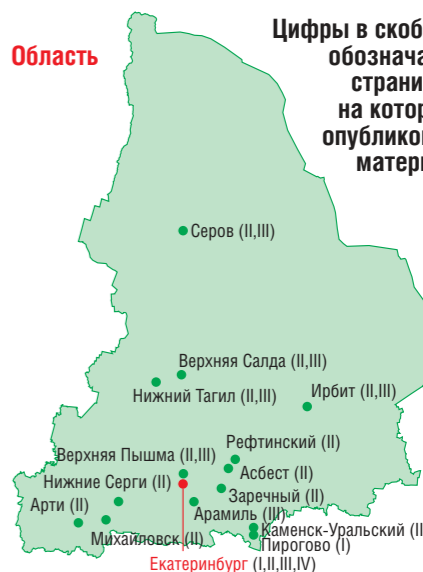 Область
Цифры в скоб
обознача
страни
на котор
опубликов
матери
Серов (II,III)
Верхняя Салда (II,III)
Нижний Тагил (II,III)
Ирбит (II,III)
Рефтинский (II)
Верхняя Пышма (II,III)
Асбест (II)
Нижние Серги (II)
Заречный (II)
Арти (II)
Арамиль (III)
Каменск-Уральский (II
Михайловск (II)
Пирогово (I)
Екатеринбург (I,II,III,IV)